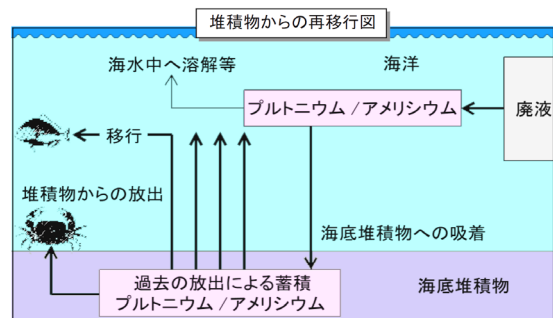 堆積物からの再移行図
海水中へ溶解等
海洋
プルトニウム/アメリシウム
廃液
移行
堆積物からの放出
海底堆積物への吸着
過去の放出による蓄積
プルトニウム/アメリシウム
海底堆積物